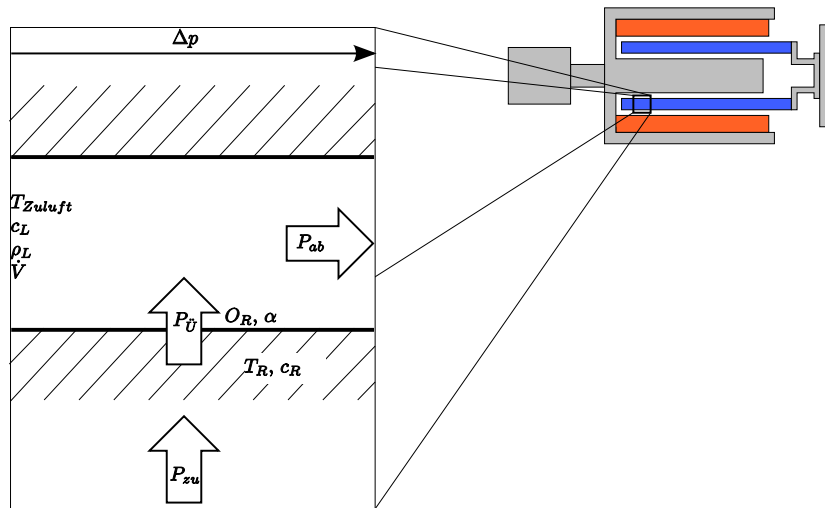 Δp
T_Zuluft
c_L
ρ_L
V̇
P_ab
P_Ü
O_R, α
T_R, c_R
P_zu